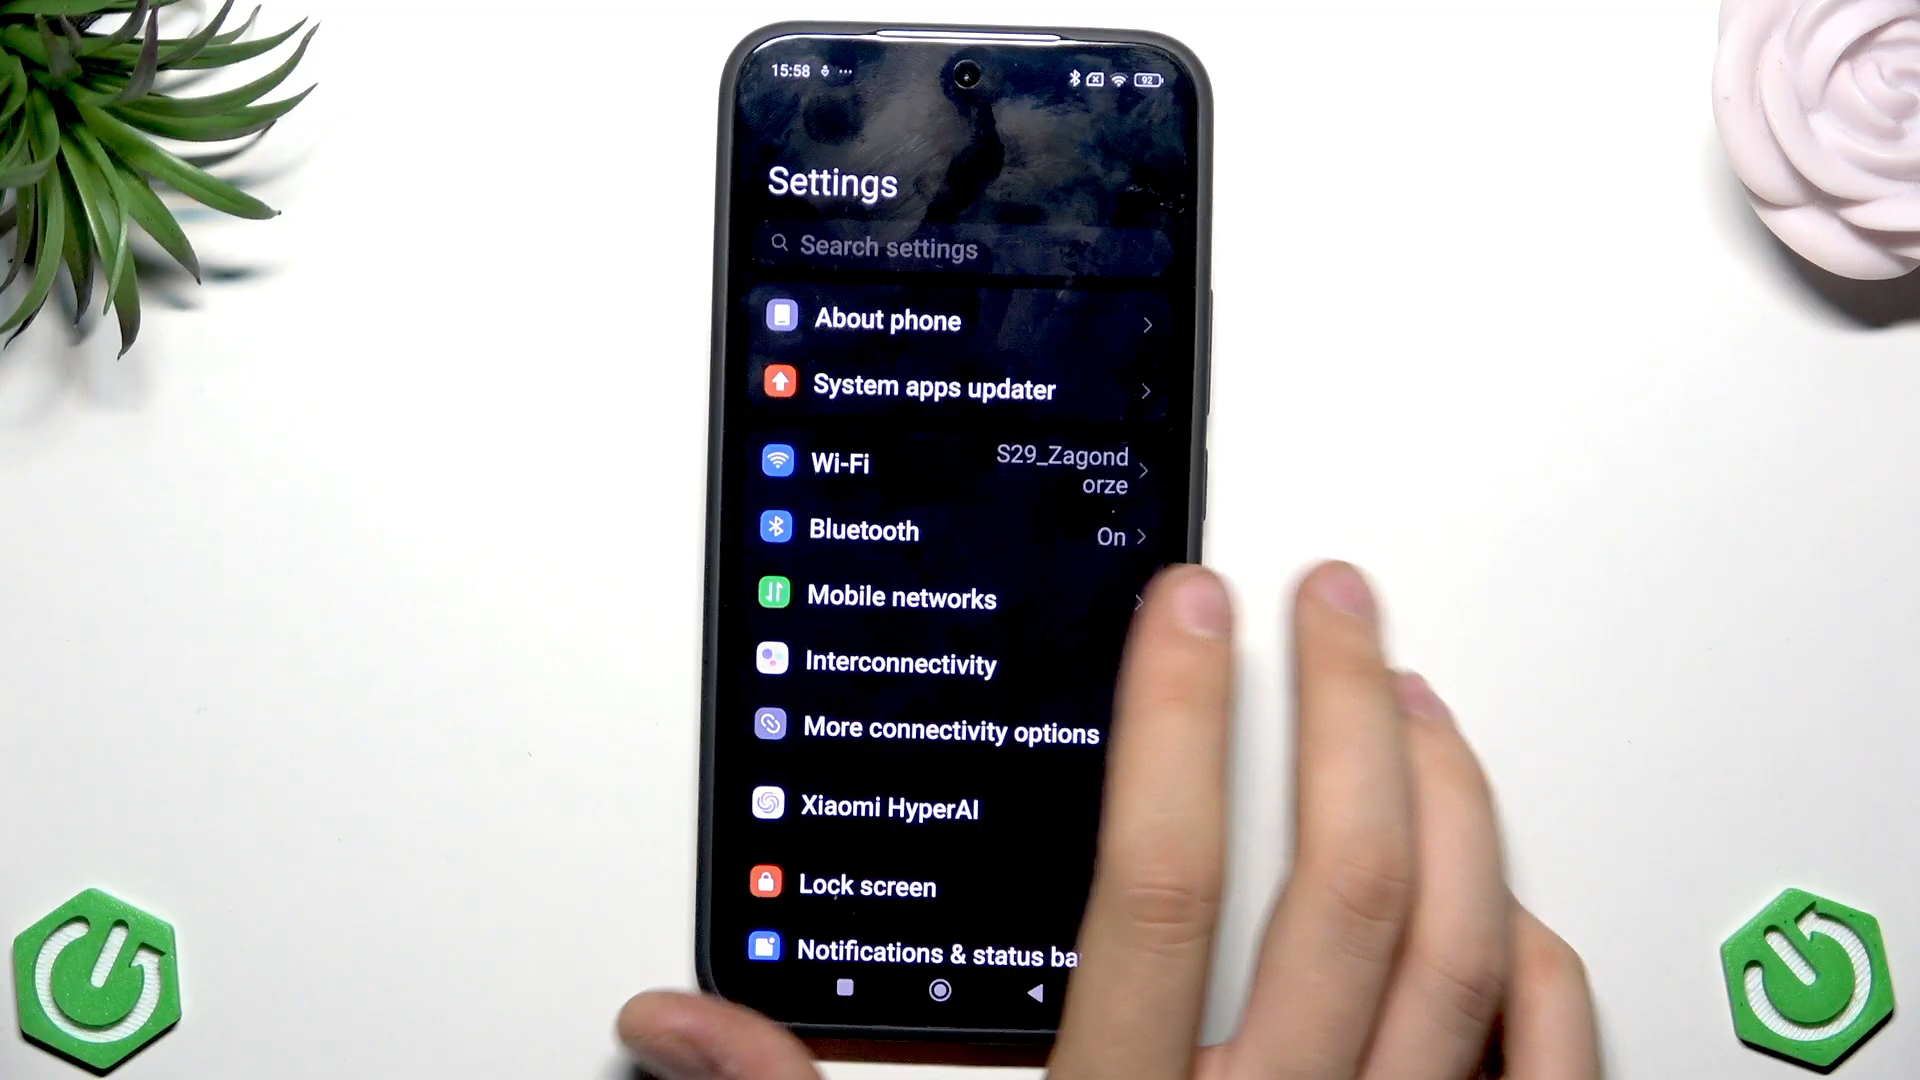 15:58
92
Settings
Search settings
About phone
System apps updater
Wi-Fi
S29_Zagond
orze
Bluetooth
On
Mobile networks
Interconnectivity
More connectivity options
Xiaomi HyperAI
Lock screen
Notifications & status ba